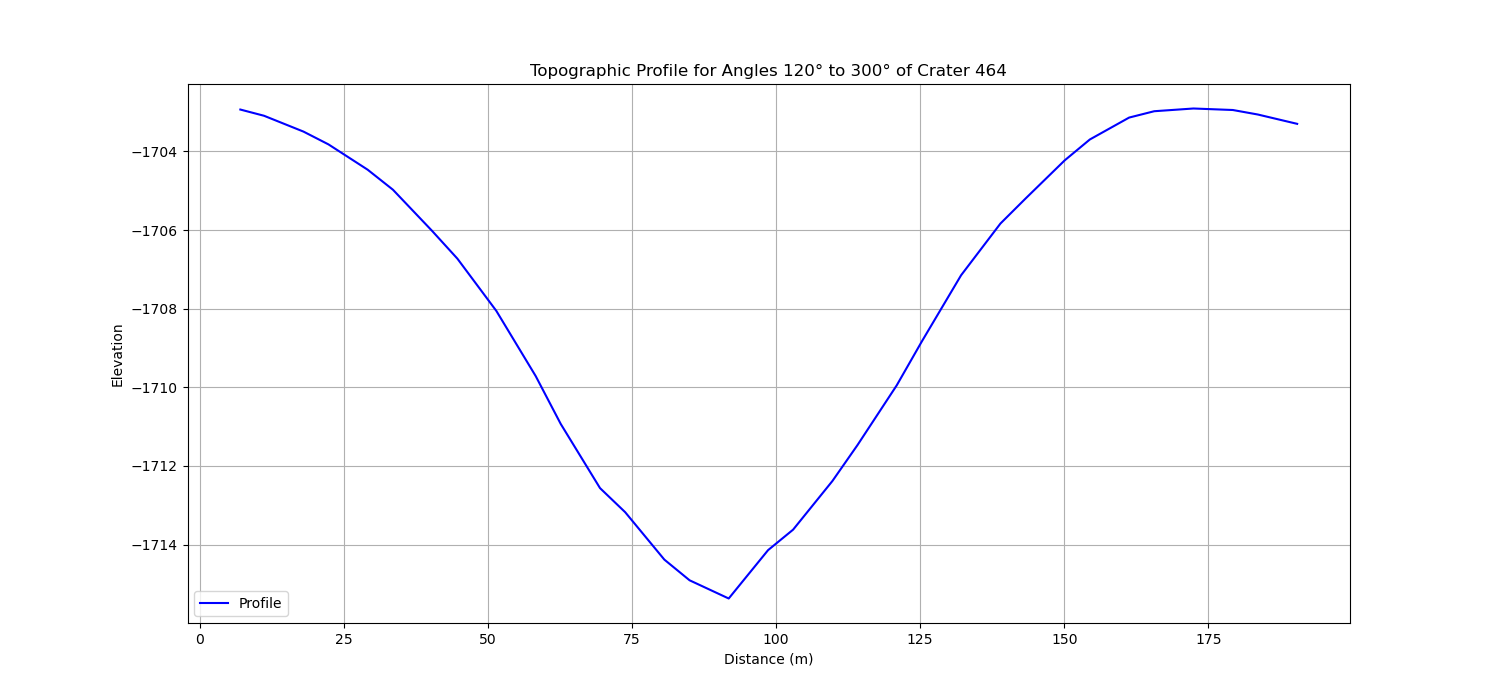 Topographic Profile for Angles 120° to 300° of Crater 464
−1704
−1706
−1708
−1710
−1712
−1714
Elevation
Profile
0 25 50 75 100 125 150 175
Distance (m)